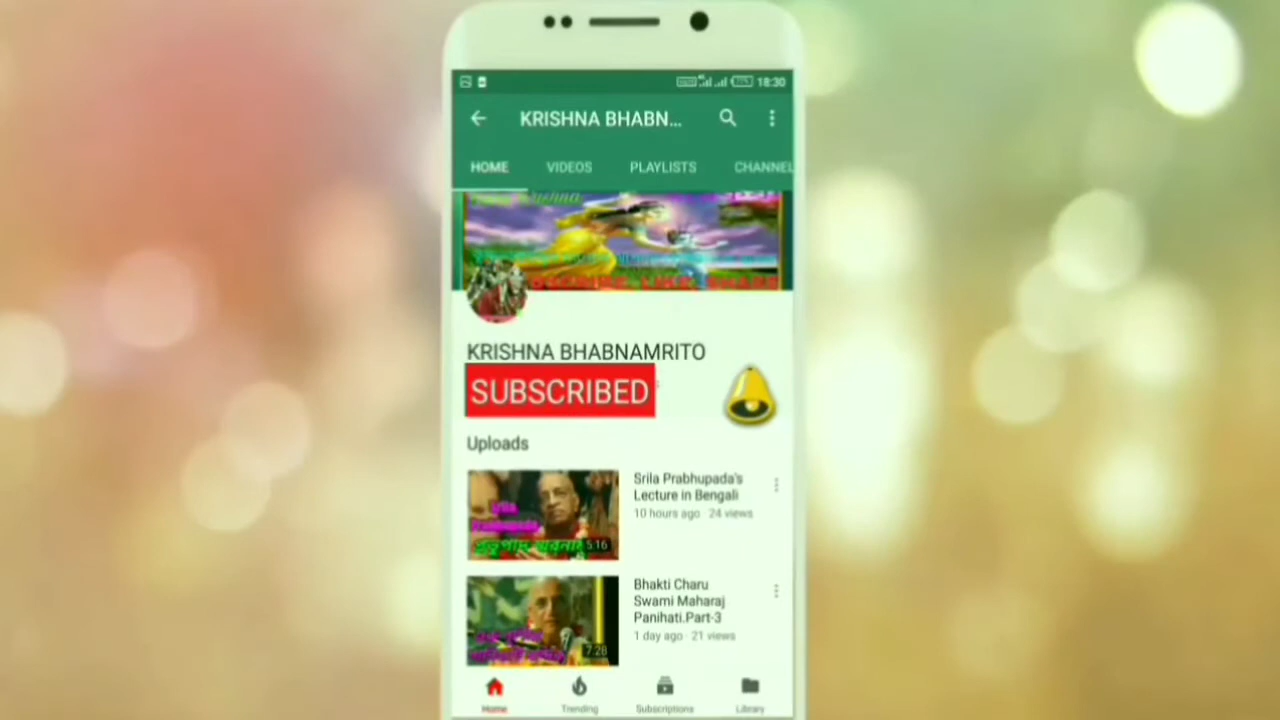 18:30
KRISHNA BHABN...
HOME VIDEOS PLAYLISTS CHANNEL
KRISHNA BHABNAMRITO
SUBSCRIBED
Uploads
Srila Prabhupada's
Lecture in Bengali
10 hours ago · 24 views
Srila
Prabhupada
5:16
Bhakti Charu
Swami Maharaj
Panihati.Part-3
1 day ago · 21 views
7:28
Home Trending Subscriptions Library